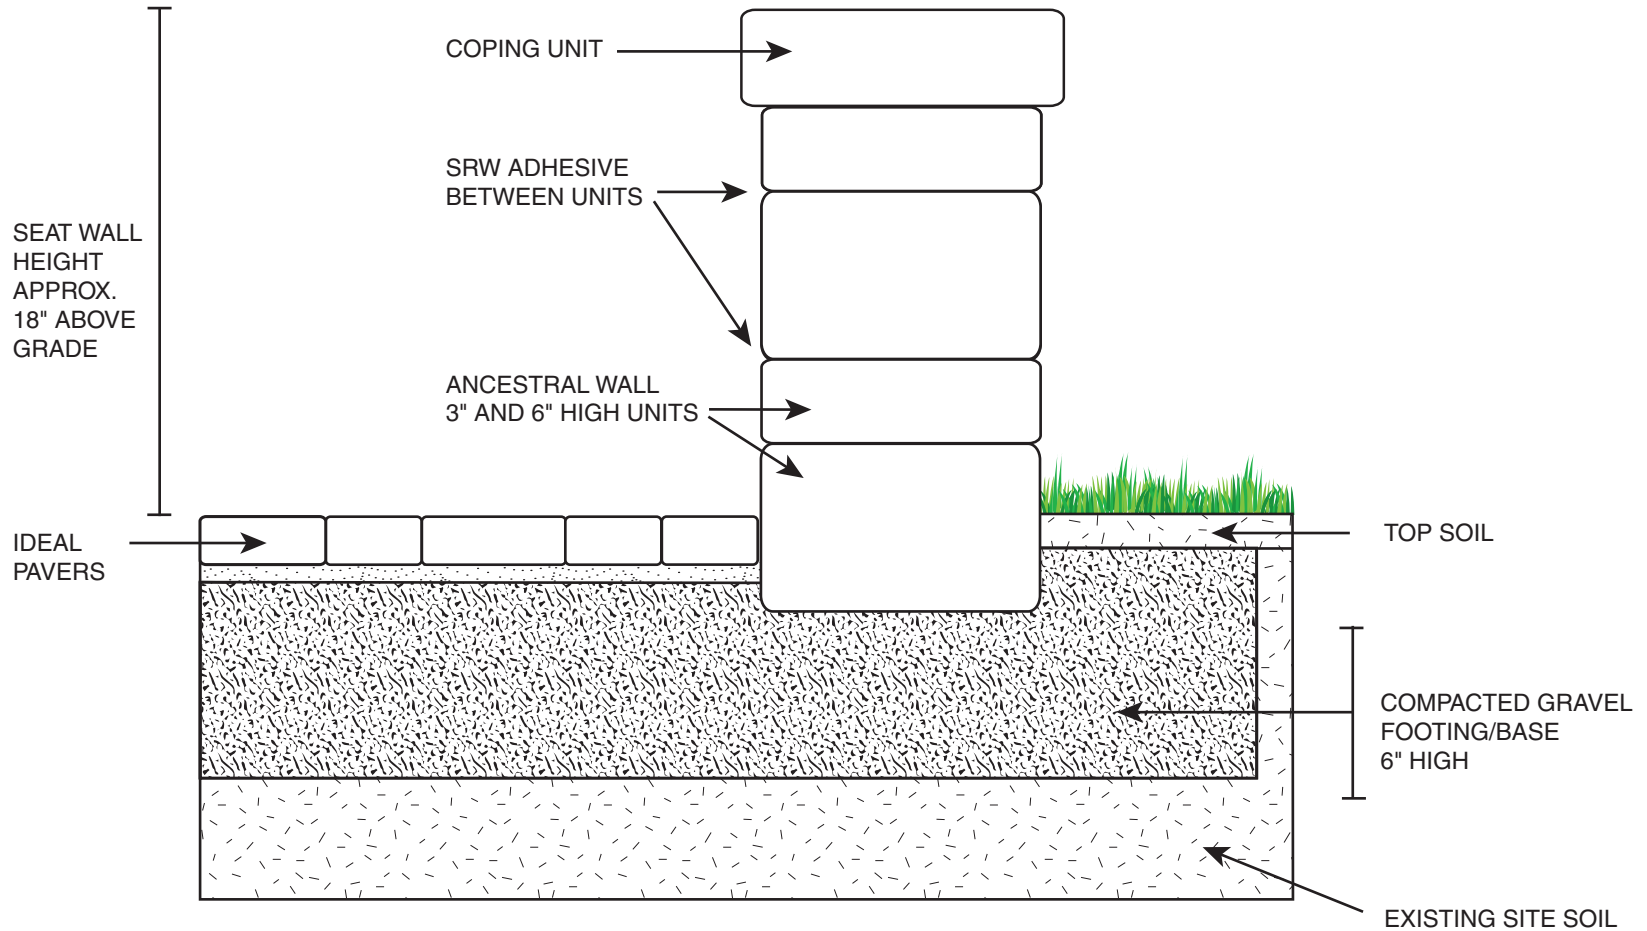 COPING UNIT
SRW ADHESIVE
BETWEEN UNITS
SEAT WALL
HEIGHT
APPROX.
18" ABOVE
GRADE
ANCESTRAL WALL
3" AND 6" HIGH UNITS
IDEAL
PAVERS
TOP SOIL
COMPACTED GRAVEL
FOOTING/BASE
6" HIGH
EXISTING SITE SOIL